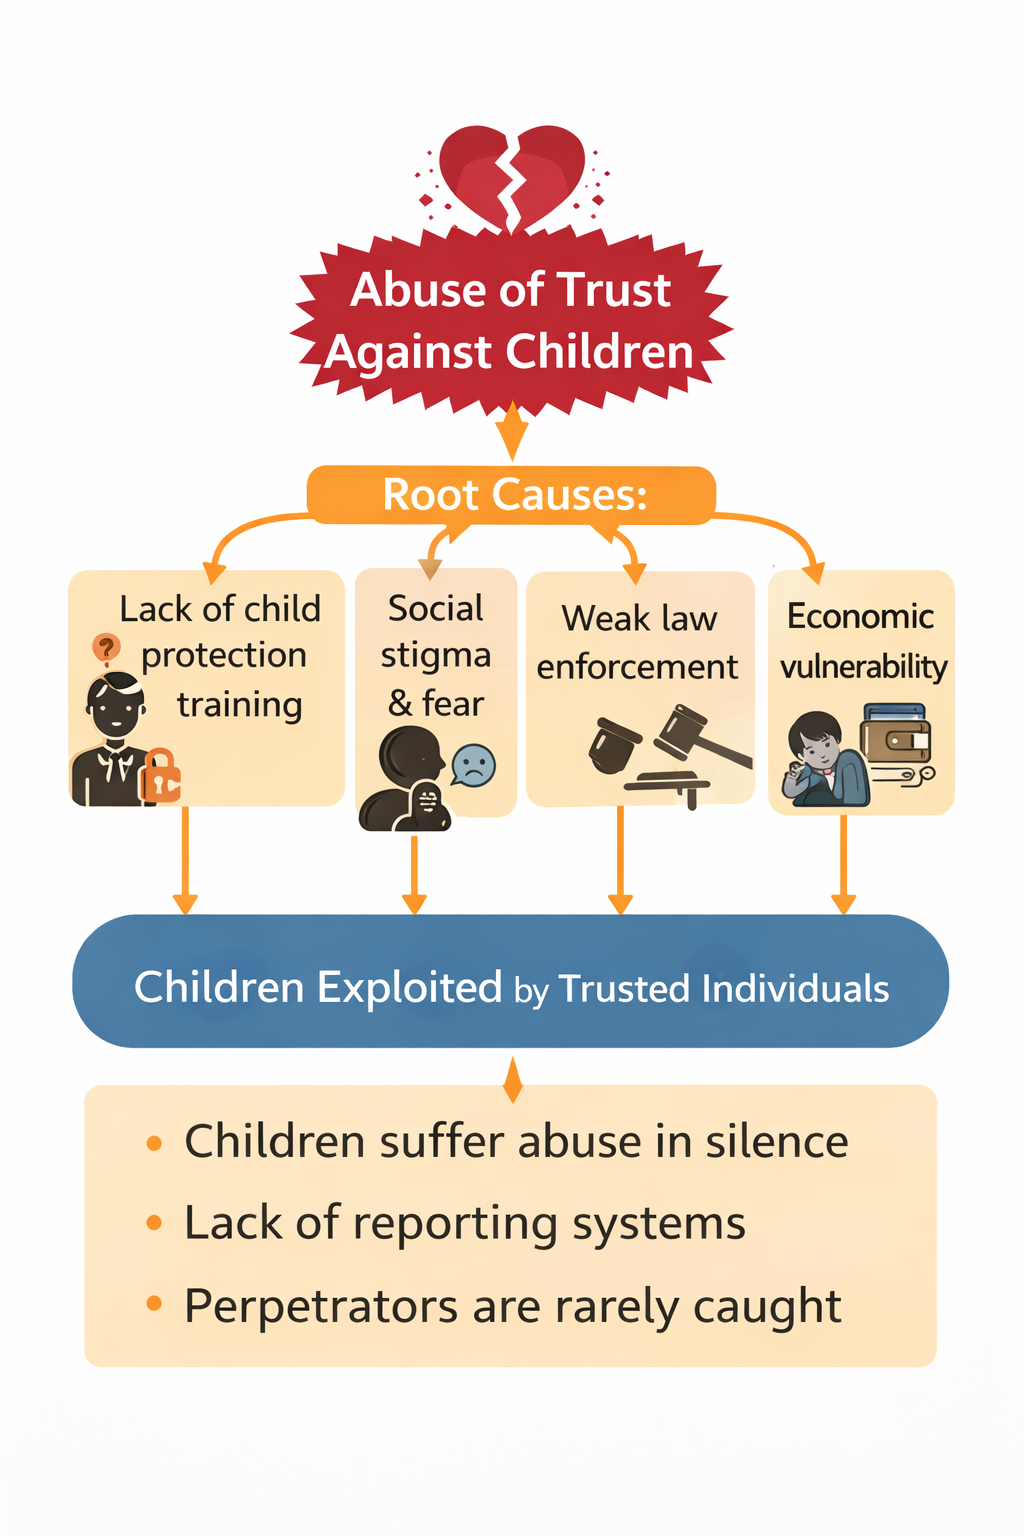 Abuse of Trust
Against Children
Root Causes:
Lack of child
protection
training
?
Social
stigma
& fear
Weak law
enforcement
Economic
vulnerability
Children Exploited by Trusted Individuals
• Children suffer abuse in silence
• Lack of reporting systems
• Perpetrators are rarely caught